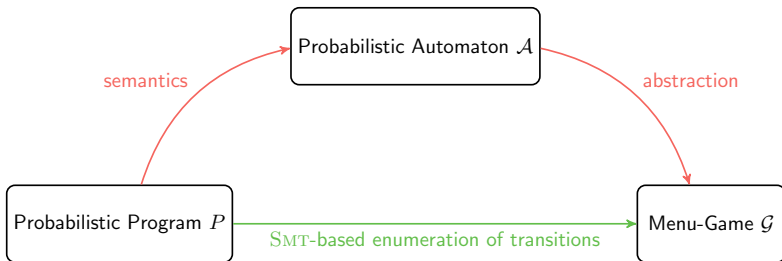 Probabilistic Automaton 𝒜
semantics
abstraction
Probabilistic Program P
Menu-Game 𝒢
SMT-based enumeration of transitions